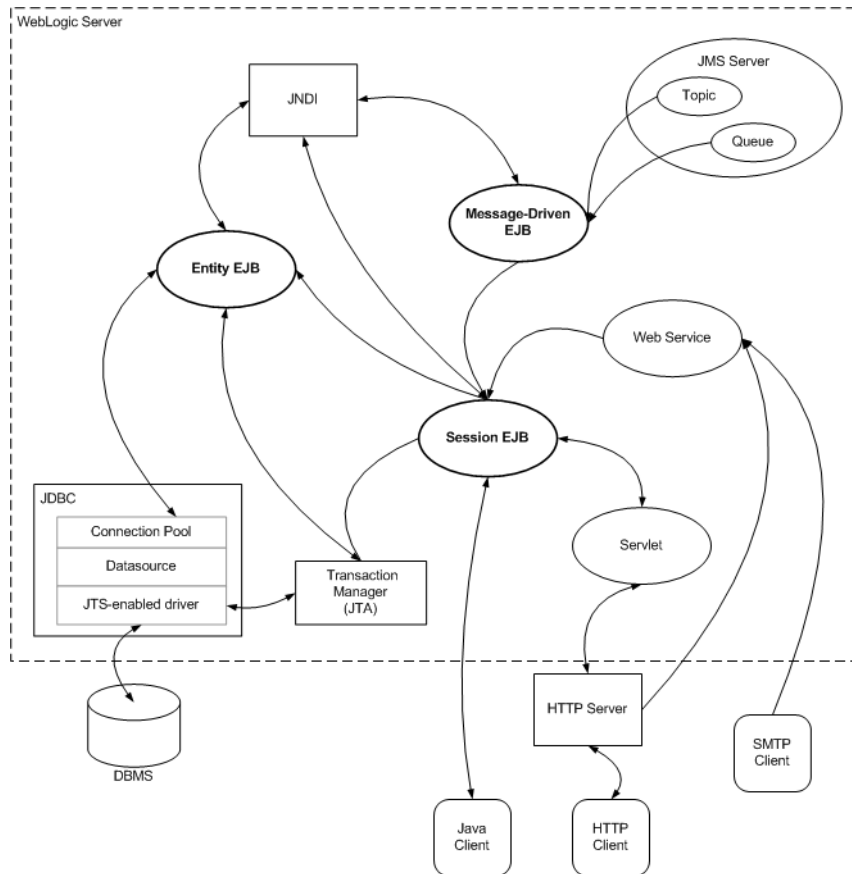 WebLogic Server
JMS Server
Topic
Queue
JNDI
Message-Driven
EJB
Entity EJB
Web Service
Session EJB
JDBC
Connection Pool
Datasource
JTS-enabled driver
Transaction
Manager
(JTA)
Servlet
HTTP Server
DBMS
SMTP
Client
Java
Client
HTTP
Client